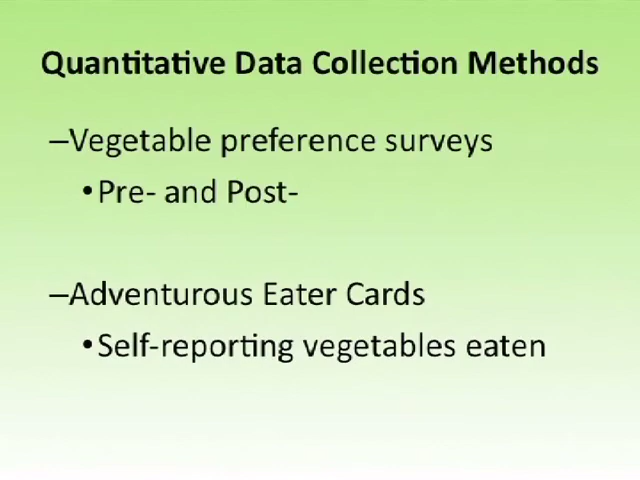 Quantitative Data Collection Methods
–Vegetable preference surveys
•Pre- and Post-
–Adventurous Eater Cards
•Self-reporting vegetables eaten